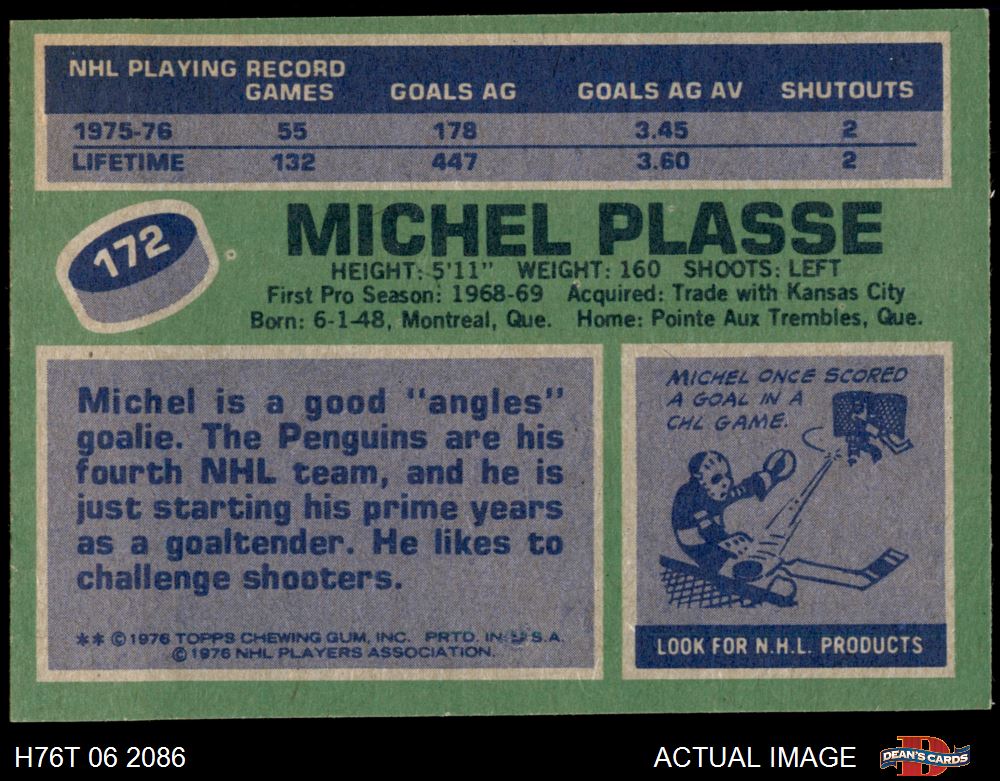 NHL PLAYING RECORD
GAMES GOALS AG GOALS AG AV SHUTOUTS
1975-76 55 178 3.45 2
LIFETIME 132 447 3.60 2
172
MICHEL PLASSE
HEIGHT: 5'11" WEIGHT: 160 SHOOTS: LEFT
First Pro Season: 1968-69 Acquired: Trade with Kansas City
Born: 6-1-48, Montreal, Que. Home: Pointe Aux Trembles, Que.
Michel is a good "angles"
goalie. The Penguins are his
fourth NHL team, and he is
just starting his prime years
as a goaltender. He likes to
challenge shooters.
** © 1976 TOPPS CHEWING GUM, INC. PRTD. IN U.S.A.
© 1976 NHL PLAYERS ASSOCIATION.
MICHEL ONCE SCORED
A GOAL IN A
CHL GAME.
LOOK FOR N.H.L. PRODUCTS
H76T 06 2086
ACTUAL IMAGE
D
DEAN'S CARDS